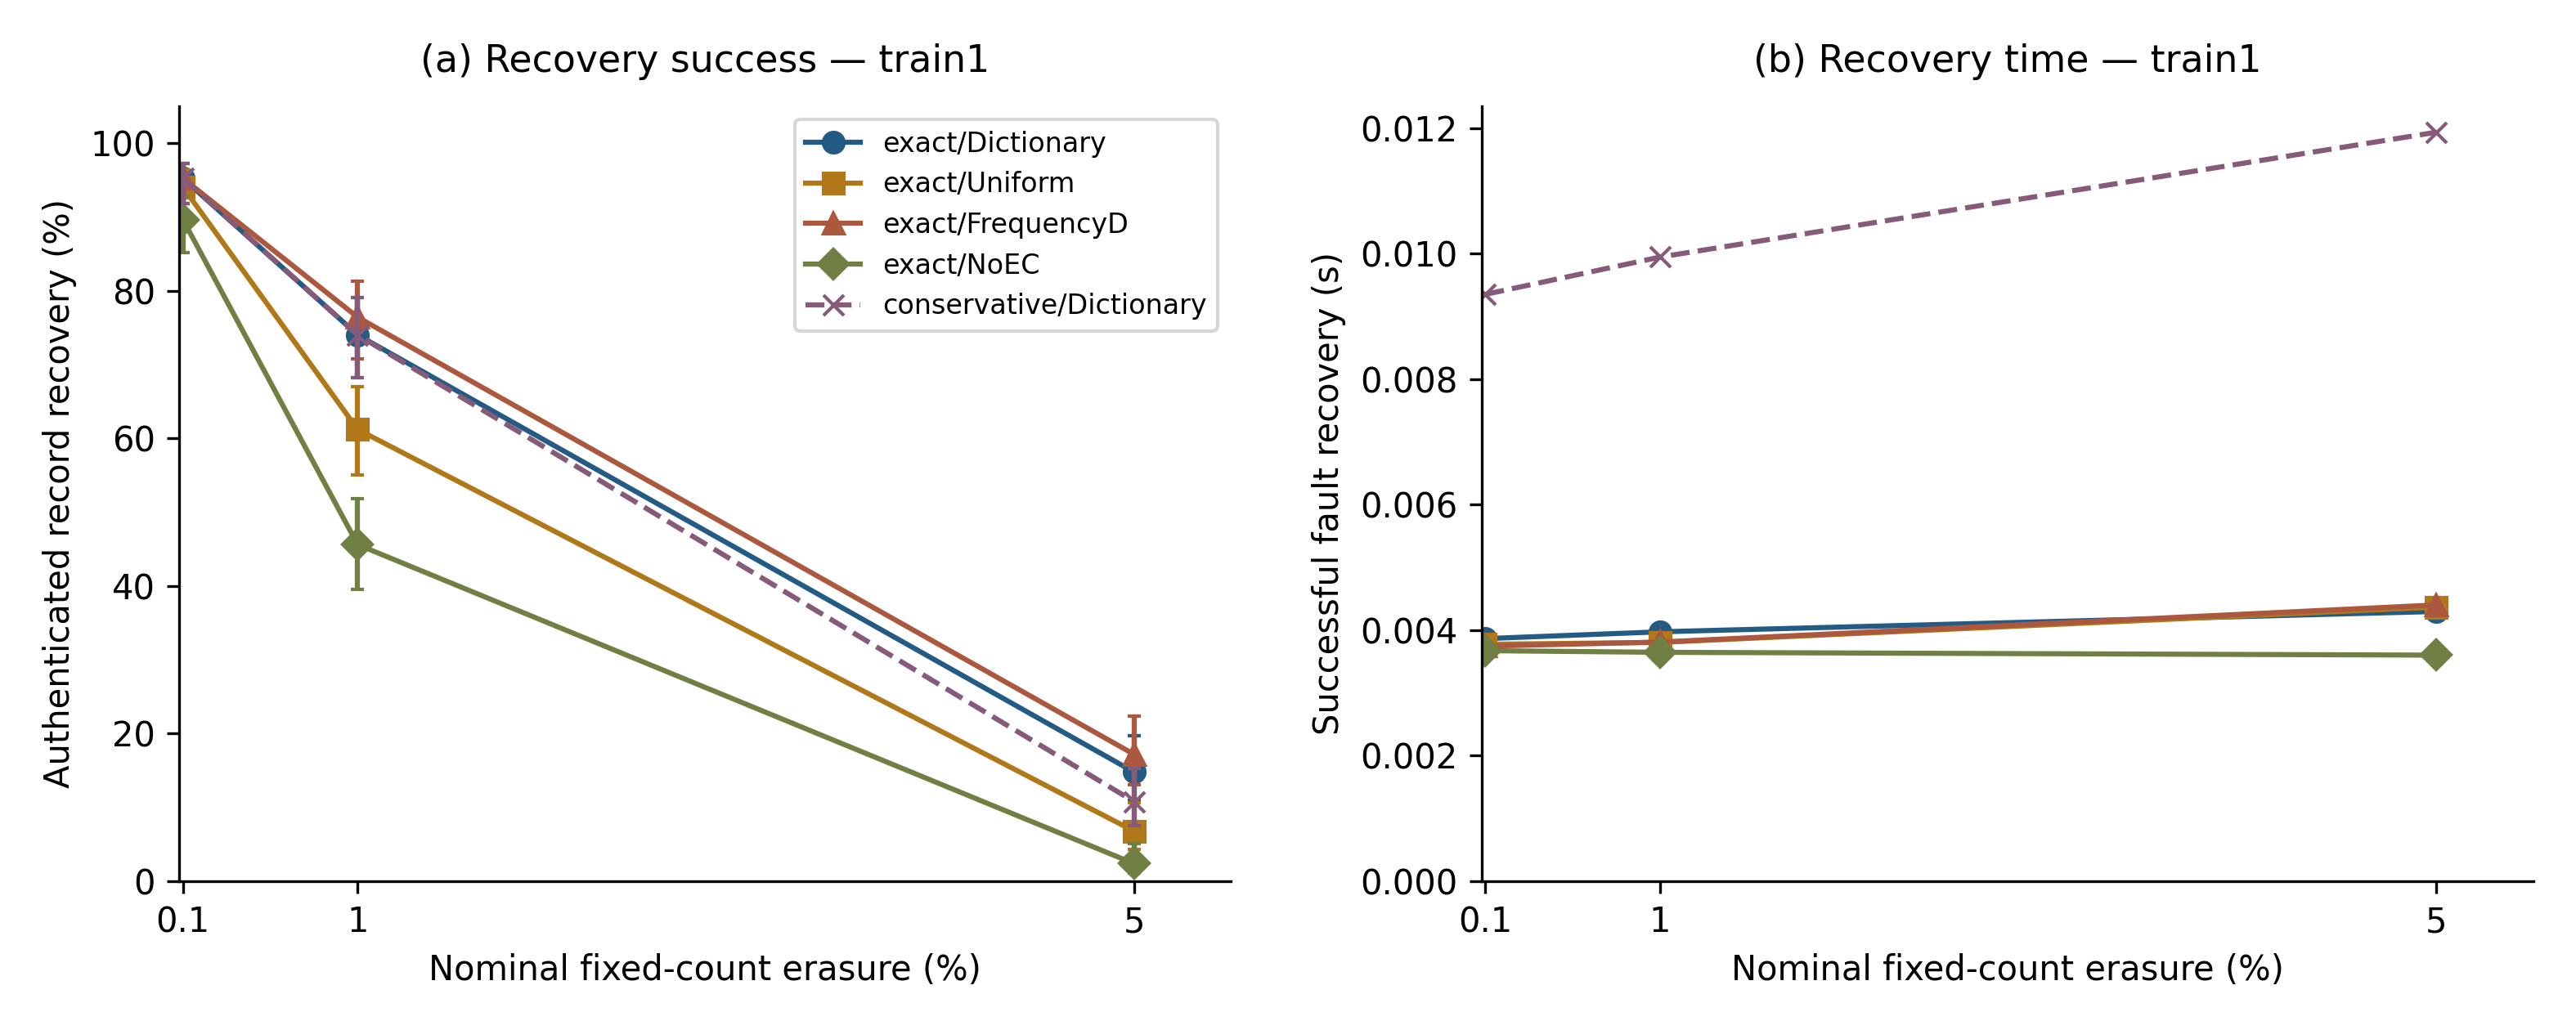 (a) Recovery success — train1
Authenticated record recovery (%)
100
80
60
40
20
0
exact/Dictionary
exact/Uniform
exact/FrequencyD
exact/NoEC
conservative/Dictionary
0.1 1 5
Nominal fixed-count erasure (%)
(b) Recovery time — train1
Successful fault recovery (s)
0.012
0.010
0.008
0.006
0.004
0.002
0.000
0.1 1 5
Nominal fixed-count erasure (%)